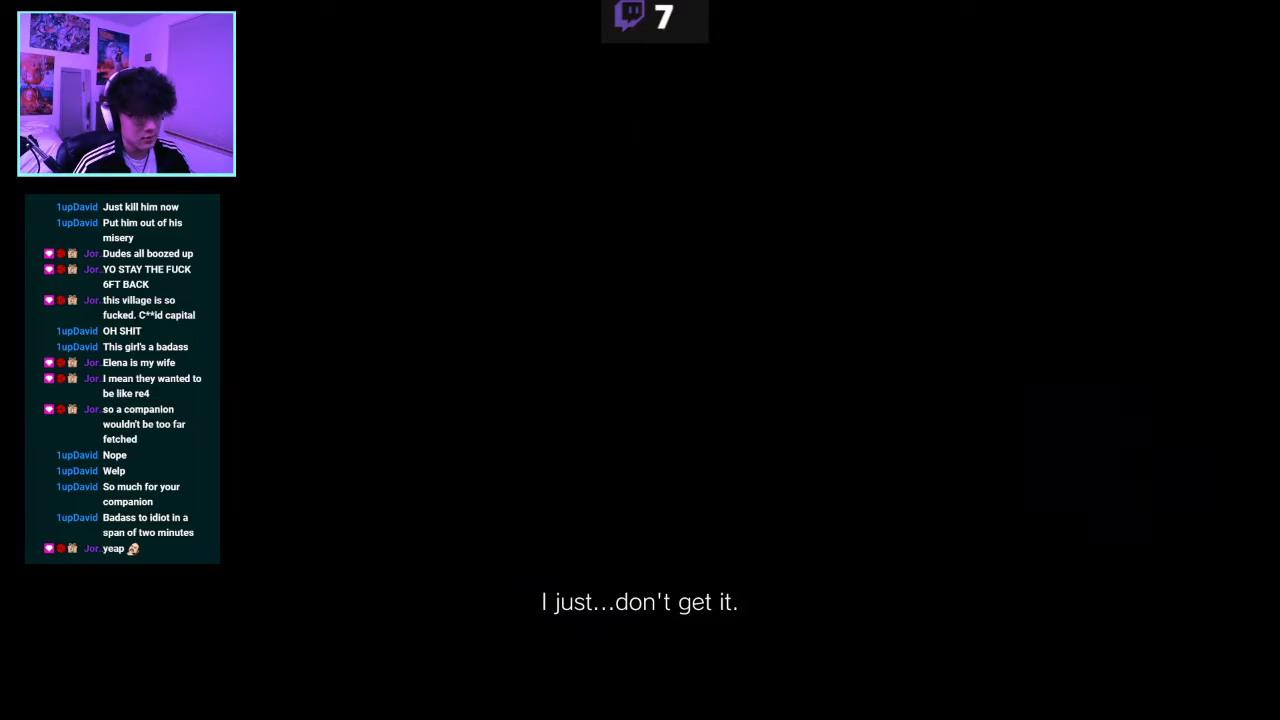 7
1upDavid Just kill him now
1upDavid Put him out of his
misery
Jor. Dudes all boozed up
Jor. YO STAY THE FUCK
6FT BACK
Jor. this village is so
fucked. C**id capital
1upDavid OH SHIT
1upDavid This girl's a badass
Jor. Elena is my wife
Jor. I mean they wanted to
be like re4
Jor. so a companion
wouldn't be too far
fetched
1upDavid Nope
1upDavid Welp
1upDavid So much for your
companion
1upDavid Badass to idiot in a
span of two minutes
Jor. yeap
I just...don't get it.